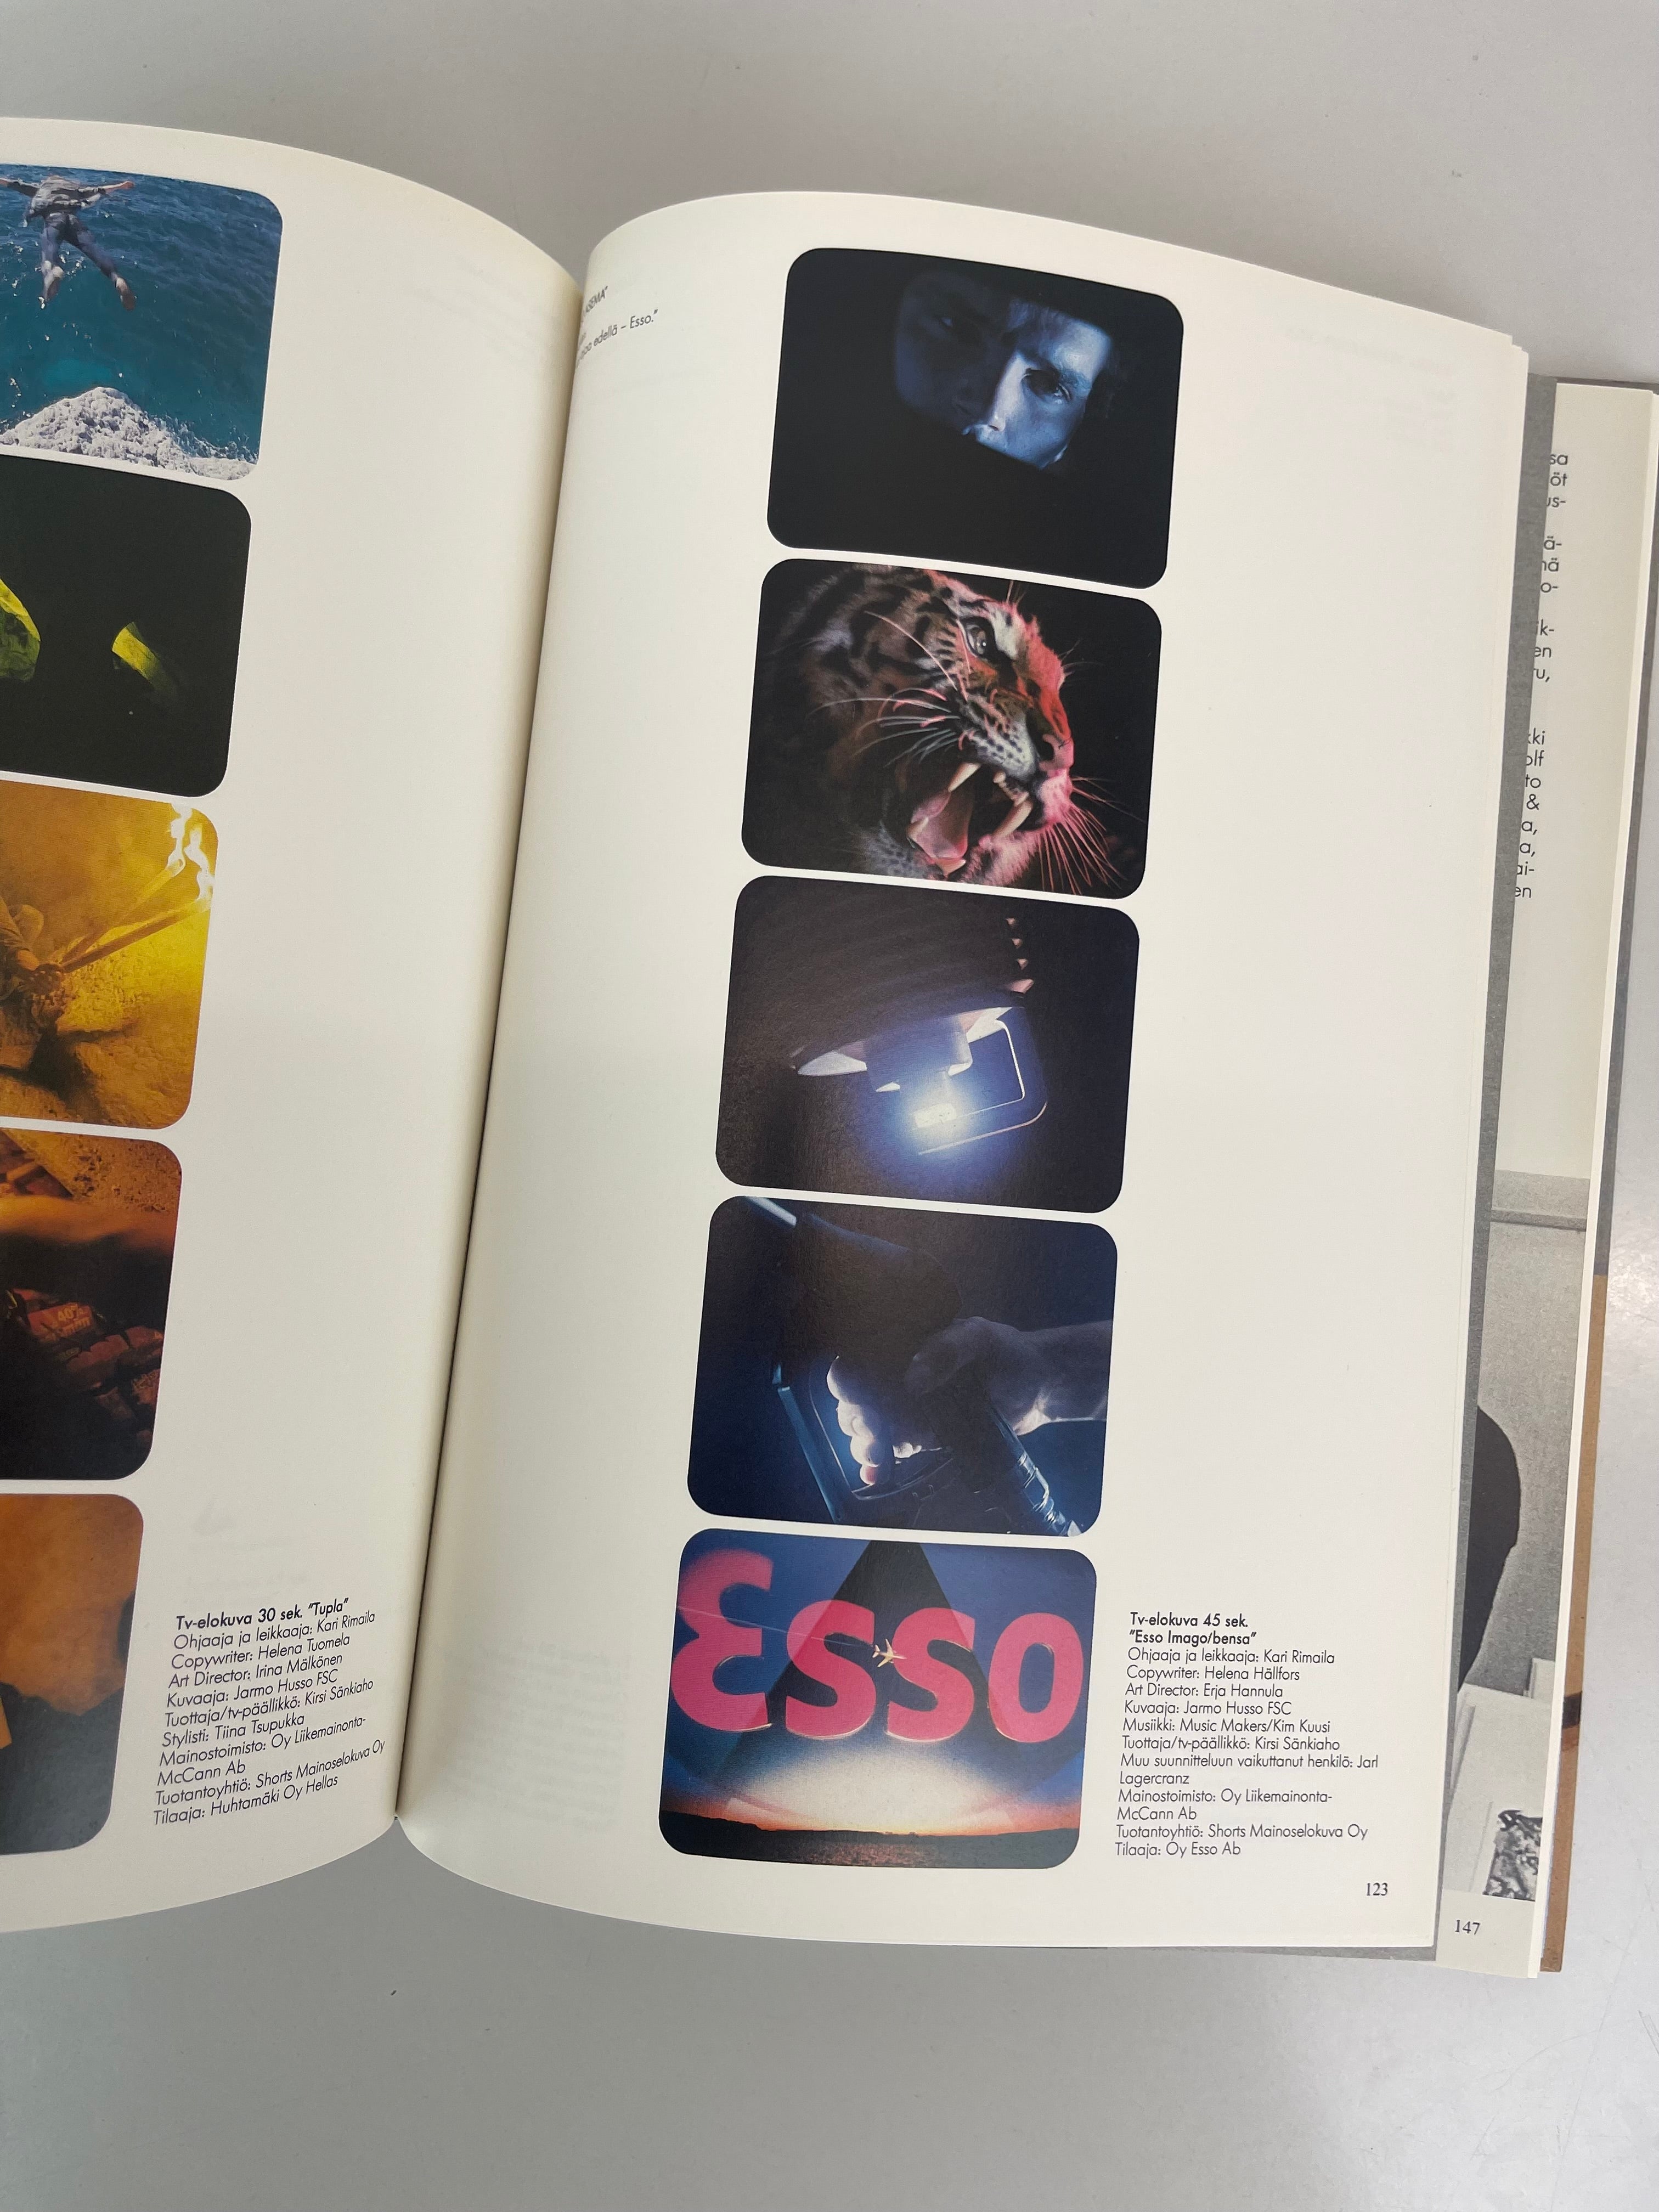 Tv-elokuva 30 sek. "Tupla"
Ohjaaja ja leikkaaja: Kari Rimaila
Copywriter: Helena Tuomela
Art Director: Irina Mälkönen
Kuvaaja: Jarmo Husso FSC
Tuottaja/tv-päällikkö: Kirsi Sänkiaho
Stylisti: Tiina Tsupukka
Mainostoimisto: Oy Liikemainonta-
McCann Ab
Tuotantoyhtiö: Shorts Mainoselokuva Oy
Tilaaja: Huhtamäki Oy Hellas
edellä – Esso."
ESSO
Tv-elokuva 45 sek.
"Esso Imago/bensa"
Ohjaaja ja leikkaaja: Kari Rimaila
Copywriter: Helena Hällfors
Art Director: Erja Hannula
Kuvaaja: Jarmo Husso FSC
Musiikki: Music Makers/Kim Kuusi
Tuottaja/tv-päällikkö: Kirsi Sänkiaho
Muu suunnitteluun vaikuttanut henkilö: Jarl
Lagercranz
Mainostoimisto: Oy Liikemainonta-
McCann Ab
Tuotantoyhtiö: Shorts Mainoselokuva Oy
Tilaaja: Oy Esso Ab
123
147